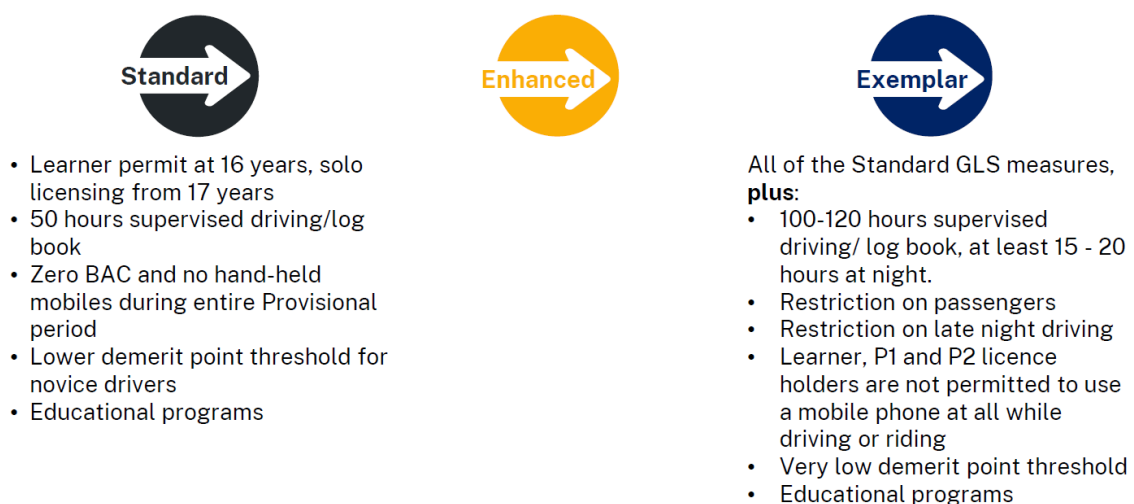 Standard
Enhanced
Exemplar
• Learner permit at 16 years, solo
licensing from 17 years
• 50 hours supervised driving/log
book
• Zero BAC and no hand-held
mobiles during entire Provisional
period
• Lower demerit point threshold for
novice drivers
• Educational programs
All of the Standard GLS measures,
plus:
• 100-120 hours supervised
driving/ log book, at least 15 - 20
hours at night.
• Restriction on passengers
• Restriction on late night driving
• Learner, P1 and P2 licence
holders are not permitted to use
a mobile phone at all while
driving or riding
• Very low demerit point threshold
• Educational programs